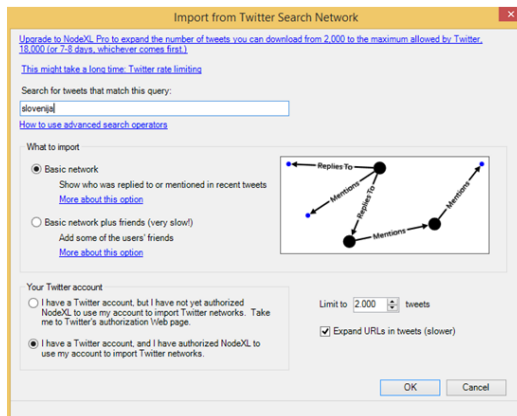 Import from Twitter Search Network
Upgrade to NodeXL Pro to expand the number of tweets you can download from 2,000 to the maximum allowed by Twitter,
18,000 (or 7-8 days, whichever comes first.)
This might take a long time: Twitter rate limiting
Search for tweets that match this query:
slovenija
How to use advanced search operators
What to import
Basic network
Show who was replied to or mentioned in recent tweets
More about this option
Basic network plus friends (very slow!)
Add some of the users' friends
More about this option
Replies To
Mentions
Replies To
Mentions
Mentions
Your Twitter account
I have a Twitter account, but I have not yet authorized
NodeXL to use my account to import Twitter networks. Take
me to Twitter's authorization Web page.
I have a Twitter account, and I have authorized NodeXL to
use my account to import Twitter networks.
Limit to 2.000 tweets
Expand URLs in tweets (slower)
OK Cancel